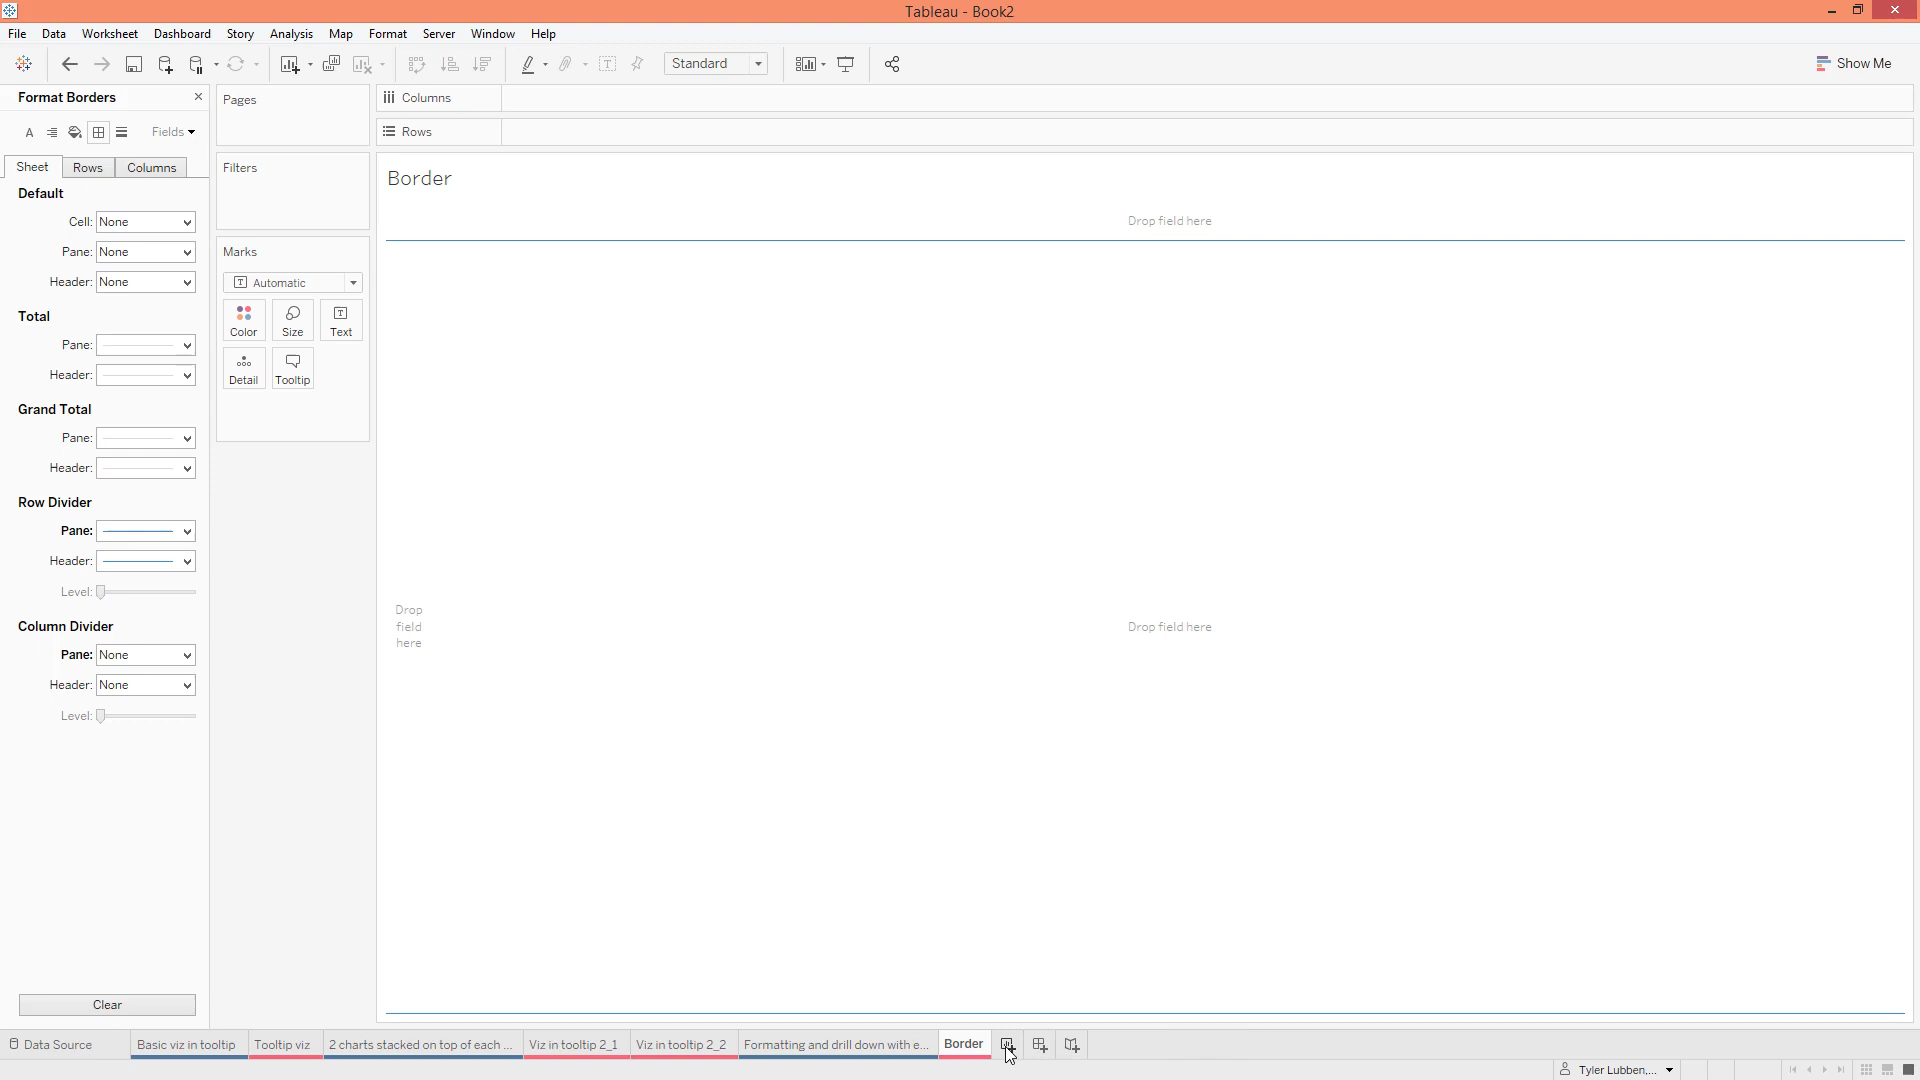 Tableau - Book2
File Data Worksheet Dashboard Story Analysis Map Format Server Window Help
Standard
Show Me
Format Borders
Fields
Sheet Rows Columns
Default
Cell: None
Pane: None
Header: None
Total
Pane:
Header:
Grand Total
Pane:
Header:
Row Divider
Pane:
Header:
Level:
Column Divider
Pane: None
Header: None
Level:
Clear
Pages
Filters
Marks
Automatic
Color Size Text
Detail Tooltip
Columns
Rows
Border
Drop field here
Drop
field
here
Drop field here
Data Source Basic viz in tooltip Tooltip viz 2 charts stacked on top of each ... Viz in tooltip 2_1 Viz in tooltip 2_2 Formatting and drill down with e... Border
Tyler Lubben,...